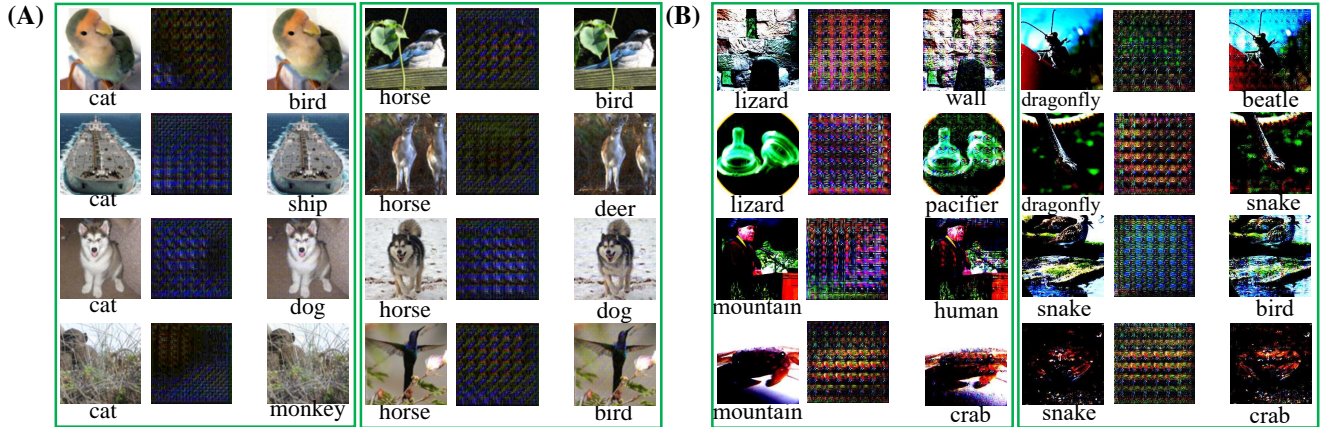 (A)
cat bird horse bird
cat ship horse deer
cat dog horse dog
cat monkey horse bird
(B)
lizard wall dragonfly beatle
lizard pacifier dragonfly snake
mountain human snake bird
mountain crab snake crab